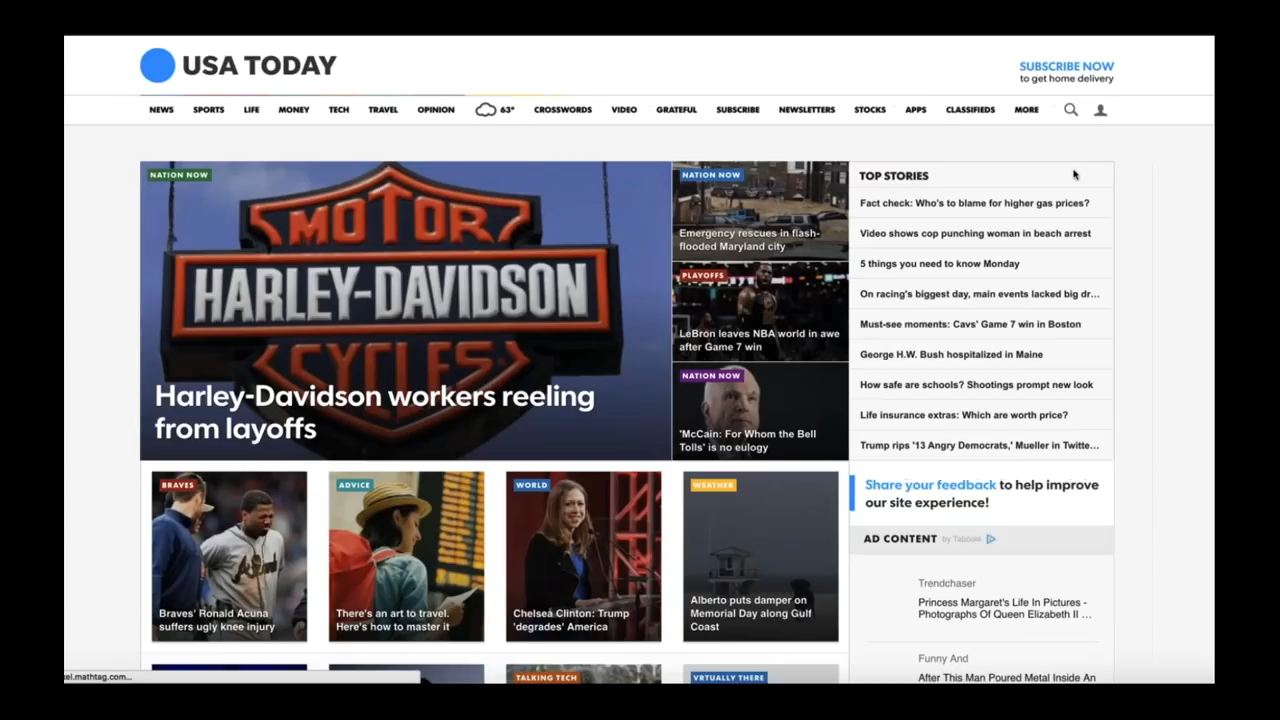 USA TODAY
SUBSCRIBE NOW
to get home delivery
NEWS SPORTS LIFE MONEY TECH TRAVEL OPINION 63° CROSSWORDS VIDEO GRATEFUL SUBSCRIBE NEWSLETTERS STOCKS APPS CLASSIFIEDS MORE
NATION NOW
MOTOR
HARLEY-DAVIDSON
CYCLES
Harley-Davidson workers reeling
from layoffs
NATION NOW
Emergency rescues in flash-
flooded Maryland city
PLAYOFFS
LeBron leaves NBA world in awe
after Game 7 win
NATION NOW
'McCain: For Whom the Bell
Tolls' is no eulogy
TOP STORIES
Fact check: Who's to blame for higher gas prices?
Video shows cop punching woman in beach arrest
5 things you need to know Monday
On racing's biggest day, main events lacked big dr...
Must-see moments: Cavs' Game 7 win in Boston
George H.W. Bush hospitalized in Maine
How safe are schools? Shootings prompt new look
Life insurance extras: Which are worth price?
Trump rips '13 Angry Democrats,' Mueller in Twitte...
Share your feedback to help improve
our site experience!
AD CONTENT by Taboola
Trendchaser
Princess Margaret's Life In Pictures -
Photographs Of Queen Elizabeth II ...
Funny And
After This Man Poured Metal Inside An
BRAVES
Braves' Ronald Acuna
suffers ugly knee injury
ADVICE
There's an art to travel.
Here's how to master it
WORLD
Chelsea Clinton: Trump
'degrades' America
WEATHER
Alberto puts damper on
Memorial Day along Gulf
Coast
TALKING TECH
VRTUALLY THERE
xel.mathtag.com...